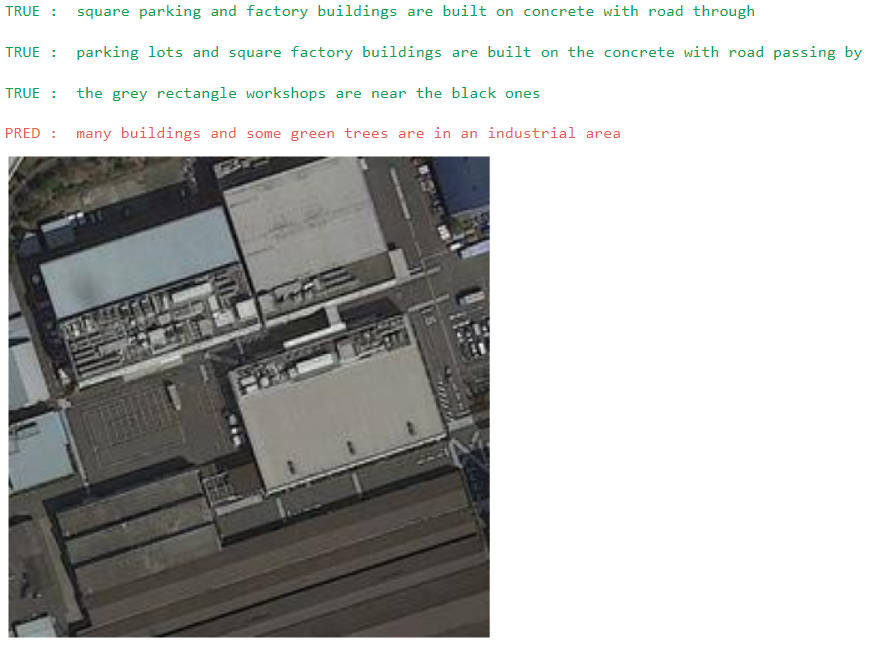 TRUE :  square parking and factory buildings are built on concrete with road through
TRUE :  parking lots and square factory buildings are built on the concrete with road passing by
TRUE :  the grey rectangle workshops are near the black ones
PRED :  many buildings and some green trees are in an industrial area